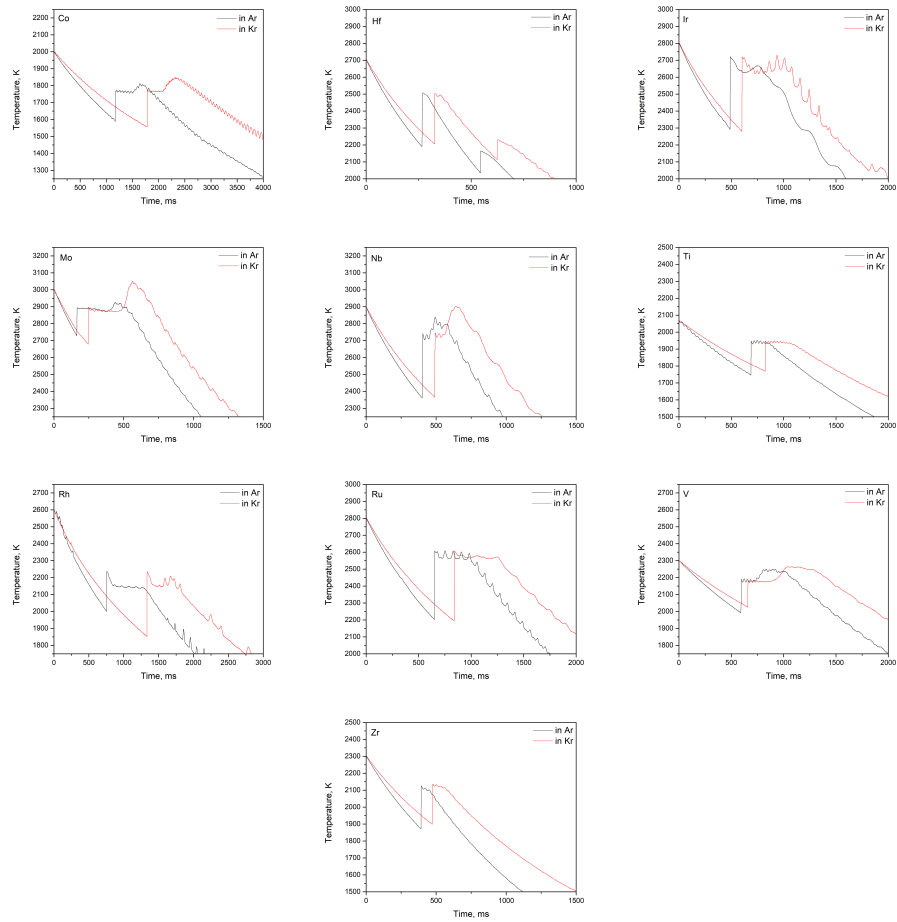 Co
in Ar
in Kr
2200
2100
2000
1900
1800
1700
1600
1500
1400
1300
Temperature, K
0 500 1000 1500 2000 2500 3000 3500 4000
Time, ms
Hf
in Ar
in Kr
3000
2900
2800
2700
2600
2500
2400
2300
2200
2100
2000
Temperature, K
0 500 1000
Time, ms
Ir
in Ar
in Kr
3000
2900
2800
2700
2600
2500
2400
2300
2200
2100
2000
Temperature, K
0 500 1000 1500 2000
Time, ms
Mo
in Ar
in Kr
3200
3100
3000
2900
2800
2700
2600
2500
2400
2300
Temperature, K
0 500 1000 1500
Time, ms
Nb
in Ar
in Kr
3200
3100
3000
2900
2800
2700
2600
2500
2400
2300
Temperature, K
0 500 1000 1500
Time, ms
Ti
in Ar
in Kr
2500
2400
2300
2200
2100
2000
1900
1800
1700
1600
1500
Temperature, K
0 500 1000 1500 2000
Time, ms
Rh
in Ar
in Kr
2700
2600
2500
2400
2300
2200
2100
2000
1900
1800
Temperature, K
0 500 1000 1500 2000 2500 3000
Time, ms
Ru
in Ar
in Kr
3000
2900
2800
2700
2600
2500
2400
2300
2200
2100
2000
Temperature, K
0 500 1000 1500 2000
Time, ms
V
in Ar
in Kr
2700
2600
2500
2400
2300
2200
2100
2000
1900
1800
Temperature, K
0 500 1000 1500 2000
Time, ms
Zr
in Ar
in Kr
2500
2400
2300
2200
2100
2000
1900
1800
1700
1600
1500
Temperature, K
0 500 1000 1500
Time, ms